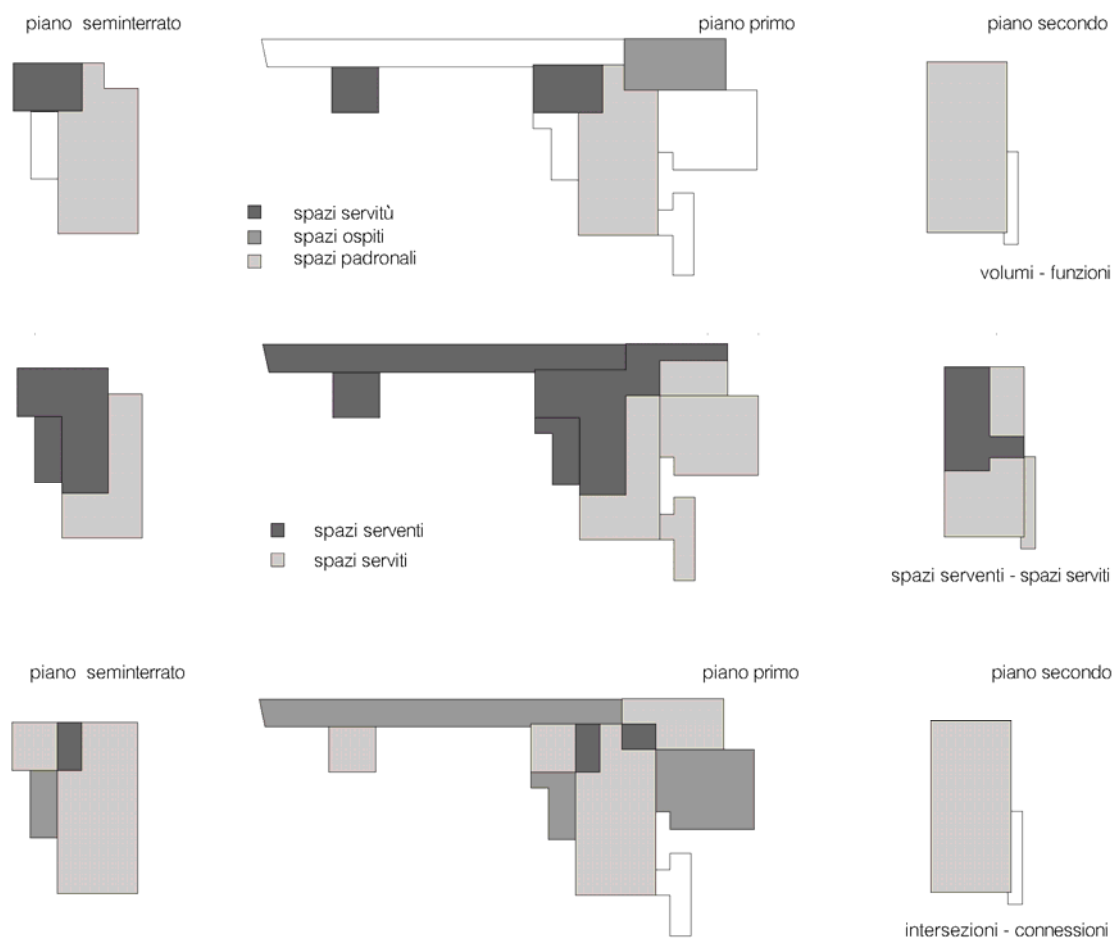 piano seminterrato
piano primo
piano secondo
spazi servitù
spazi ospiti
spazi padronali
volumi - funzioni
spazi serventi
spazi serviti
spazi serventi - spazi serviti
piano seminterrato
piano primo
piano secondo
intersezioni - connessioni